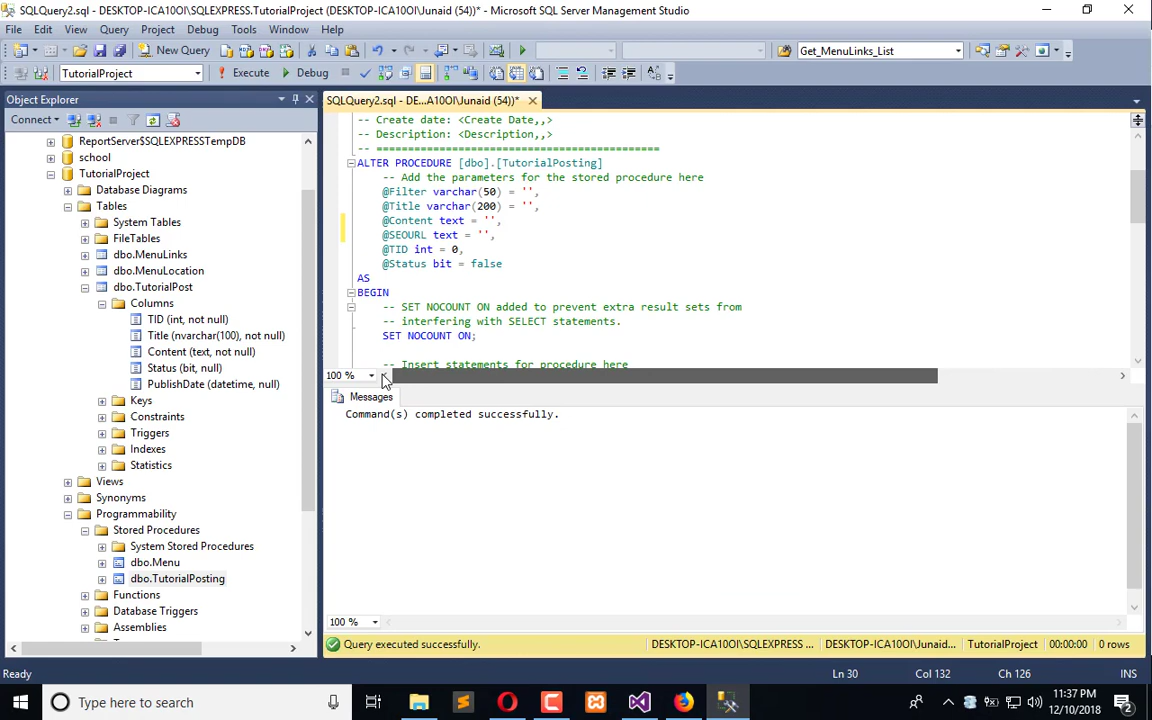 SQLQuery2.sql - DESKTOP-ICA10OI\SQLEXPRESS.TutorialProject (DESKTOP-ICA10OI\Junaid (54))* - Microsoft SQL Server Management Studio
File Edit View Query Project Debug Tools Window Help
New Query Get_MenuLinks_List
TutorialProject Execute Debug
Object Explorer
SQLQuery2.sql - DE...A10OI\Junaid (54))*
Connect
ReportServer$SQLEXPRESSTempDB
school
TutorialProject
Database Diagrams
Tables
System Tables
FileTables
dbo.MenuLinks
dbo.MenuLocation
dbo.TutorialPost
Columns
TID (int, not null)
Title (nvarchar(100), not null)
Content (text, not null)
Status (bit, null)
PublishDate (datetime, null)
Keys
Constraints
Triggers
Indexes
Statistics
Views
Synonyms
Programmability
Stored Procedures
System Stored Procedures
dbo.Menu
dbo.TutorialPosting
Functions
Database Triggers
Assemblies
-- Create date: <Create Date,,>
-- Description: <Description,,>
-- =============================================
ALTER PROCEDURE [dbo].[TutorialPosting]
-- Add the parameters for the stored procedure here
@Filter varchar(50) = '',
@Title varchar(200) = '',
@Content text = '',
@SEOURL text = '',
@TID int = 0,
@Status bit = false
AS
BEGIN
-- SET NOCOUNT ON added to prevent extra result sets from
-- interfering with SELECT statements.
SET NOCOUNT ON;
-- Insert statements for procedure here
100 %
Messages
Command(s) completed successfully.
100 %
Query executed successfully. DESKTOP-ICA10OI\SQLEXPRESS ... DESKTOP-ICA10OI\Junaid... TutorialProject 00:00:00 0 rows
Ready Ln 30 Col 132 Ch 126 INS
Type here to search
11:37 PM
12/10/2018
2